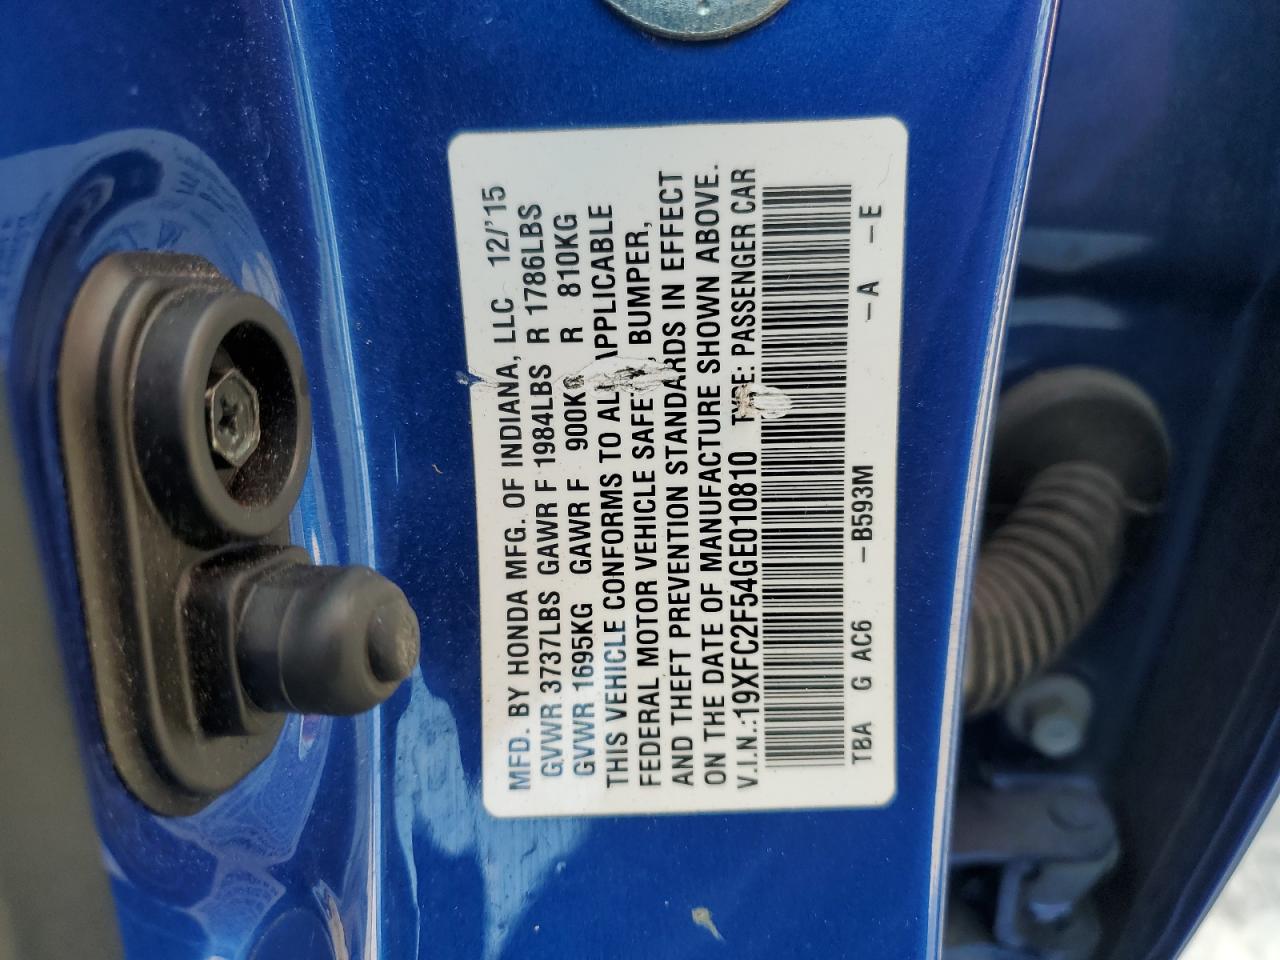 MFD. BY HONDA MFG. OF INDIANA, LLC 12/'15
GVWR 3737LBS GAWR F 1984LBS R 1786LBS
GVWR 1695KG GAWR F 900KG R 810KG
THIS VEHICLE CONFORMS TO ALL APPLICABLE
FEDERAL MOTOR VEHICLE SAFETY, BUMPER,
AND THEFT PREVENTION STANDARDS IN EFFECT
ON THE DATE OF MANUFACTURE SHOWN ABOVE.
V.I.N.:19XFC2F54GE010810 TYPE: PASSENGER CAR
TBA G AC6 -B593M -A -E